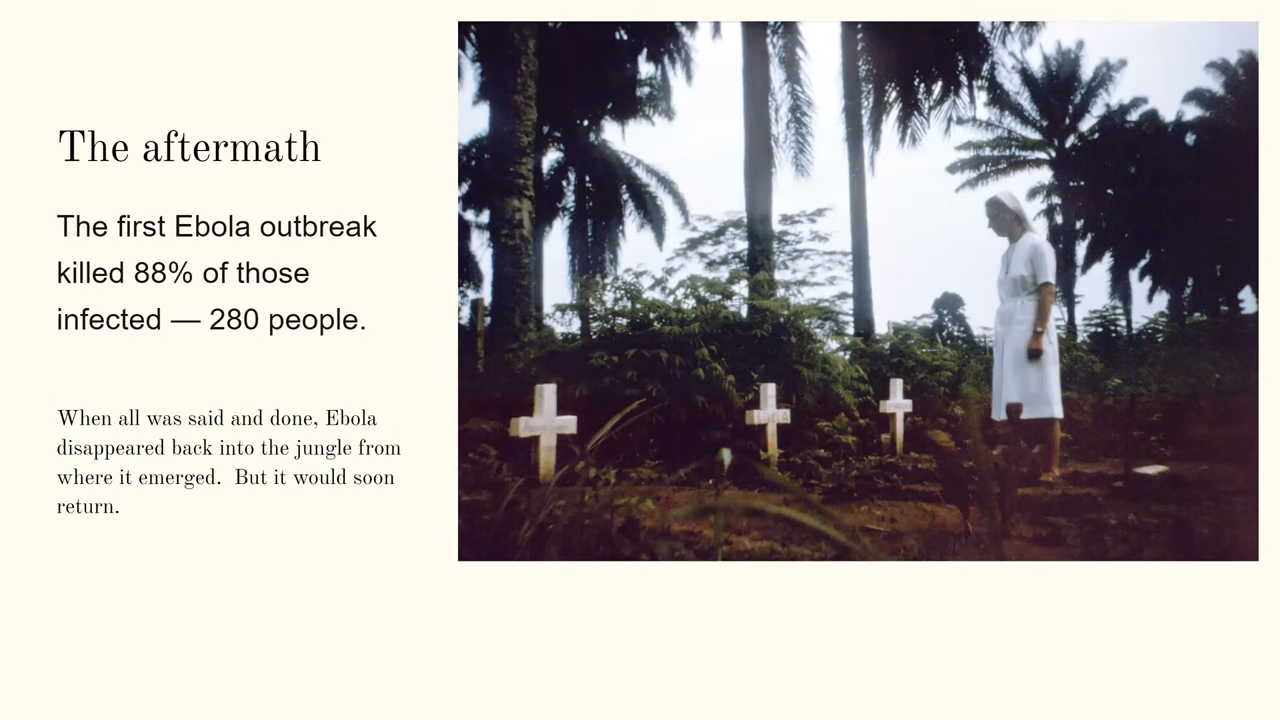 The aftermath
The first Ebola outbreak
killed 88% of those
infected — 280 people.
When all was said and done, Ebola
disappeared back into the jungle from
where it emerged.  But it would soon
return.